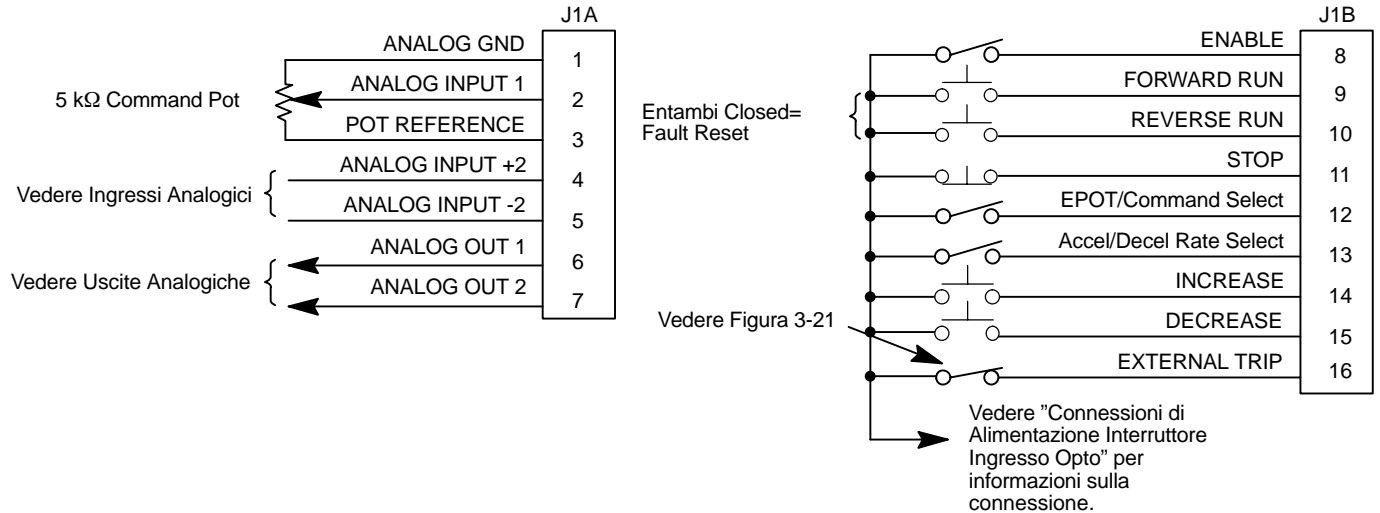 J1A
ANALOG GND
1
ANALOG INPUT 1
2
5 kΩ Command Pot
POT REFERENCE
3
ANALOG INPUT +2
4
Vedere Ingressi Analogici
ANALOG INPUT -2
5
ANALOG OUT 1
6
Vedere Uscite Analogiche
ANALOG OUT 2
7
J1B
ENABLE
8
FORWARD RUN
9
Entambi Closed=
Fault Reset
REVERSE RUN
10
STOP
11
EPOT/Command Select
12
Accel/Decel Rate Select
13
INCREASE
14
Vedere Figura 3-21
DECREASE
15
EXTERNAL TRIP
16
Vedere ”Connessioni di
Alimentazione Interruttore
Ingresso Opto” per
informazioni sulla
connessione.